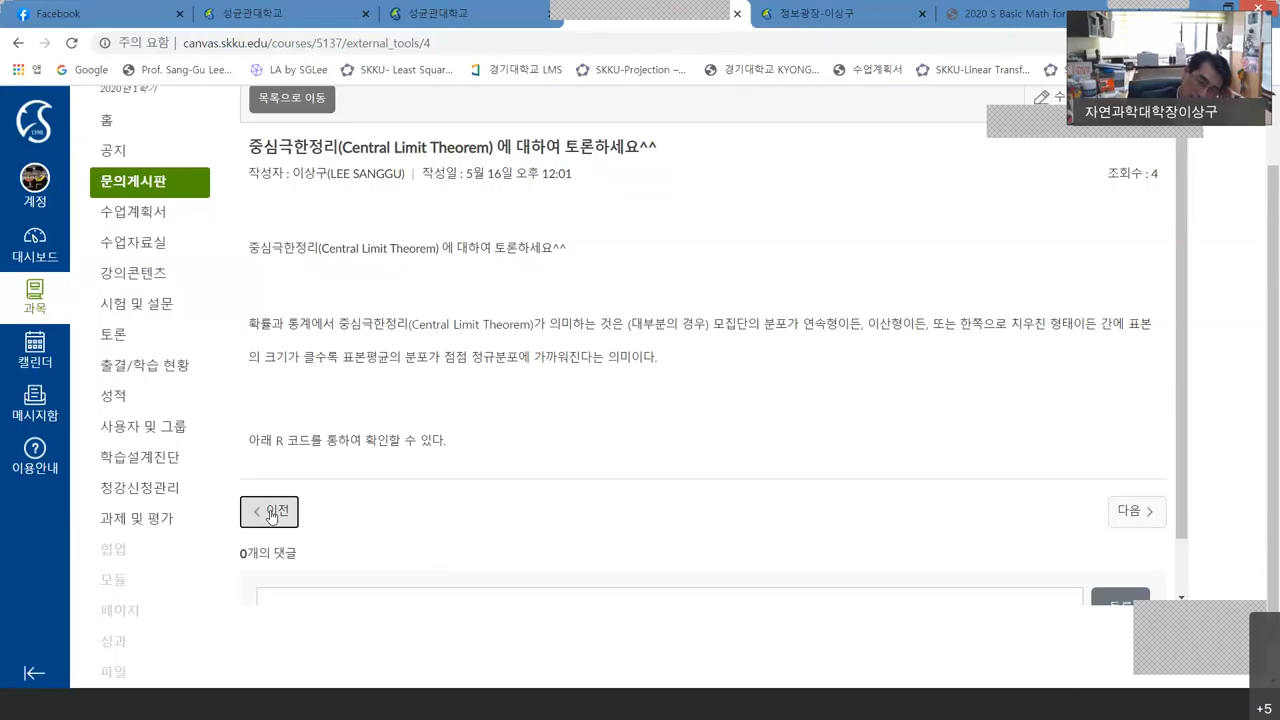 Facebook
성균관대학교
성균관대학교
정보광장-이상구
2020 S Basic Math for
주의 요함 | canvas.skku.edu/courses/5137/external_tools/4
앱
Google
Prof. Sang-Gu Lee...
LA by SGLee
SKKU- Least Squar...
경기대학교 LMS
SKKU-Projection –...
경기대학교 KYONG...
수업계획서
SKKU-Linear Transf...
자연과학대학장이상구
2020년 1학기
홈
공지
문의게시판
수업계획서
수업자료실
강의콘텐츠
시험 및 설문
토론
출결/학습 현황
성적
사용자 및 그룹
학습설계진단
청강신청관리
과제 및 평가
협업
모듈
페이지
성과
파일
계정
대시보드
과목
캘린더
메시지함
이용안내
목록으로 이동
중심극한정리(Central Limit Theorem) 에 대하여 토론하세요^^
작성자 : 이상구(LEE SANGGU) | 작성일 : 5월 16일 오후 12:01
조회수 : 4
중심극한정리(Central Limit Theorem) 에 대하여 토론하세요^^
확률과 통계에서 중심극한정리(Central Limit Theorem)가 의미하는 것은 (대부분의 경우) 모집단의 분포가 연속형이든, 이산형이든, 또는 한쪽으로 치우친 형태이든 간에 표본
의 크기가 클수록 표본평균의 분포가 점점 정규분포에 가까워진다는 의미이다.
아래 R 코드를 통하여 확인할 수 있다.
이전
다음
0개의 댓글
+5